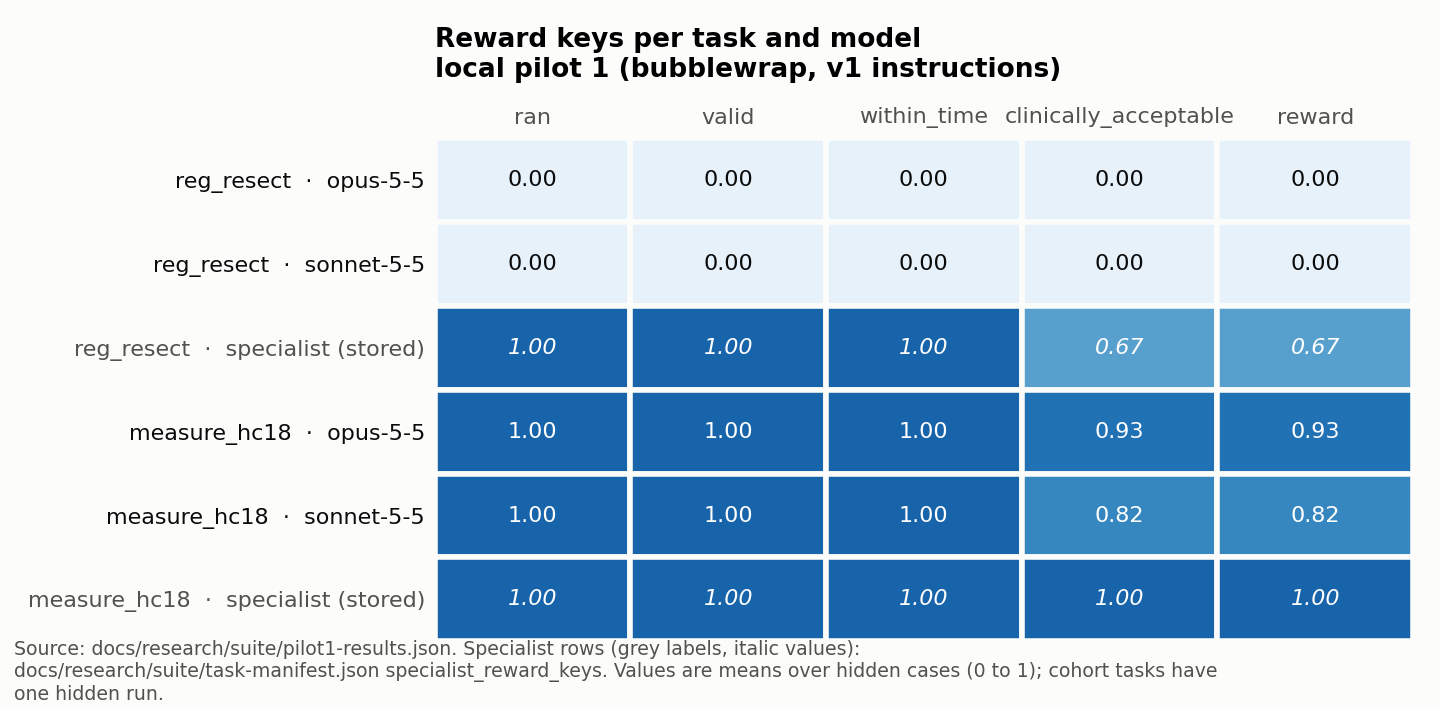 Reward keys per task and model
local pilot 1 (bubblewrap, v1 instructions)
ran valid within_time clinically_acceptable reward
reg_resect · opus-5-5 0.00 0.00 0.00 0.00 0.00
reg_resect · sonnet-5-5 0.00 0.00 0.00 0.00 0.00
reg_resect · specialist (stored) 1.00 1.00 1.00 0.67 0.67
measure_hc18 · opus-5-5 1.00 1.00 1.00 0.93 0.93
measure_hc18 · sonnet-5-5 1.00 1.00 1.00 0.82 0.82
measure_hc18 · specialist (stored) 1.00 1.00 1.00 1.00 1.00
Source: docs/research/suite/pilot1-results.json. Specialist rows (grey labels, italic values):
docs/research/suite/task-manifest.json specialist_reward_keys. Values are means over hidden cases (0 to 1); cohort tasks have
one hidden run.